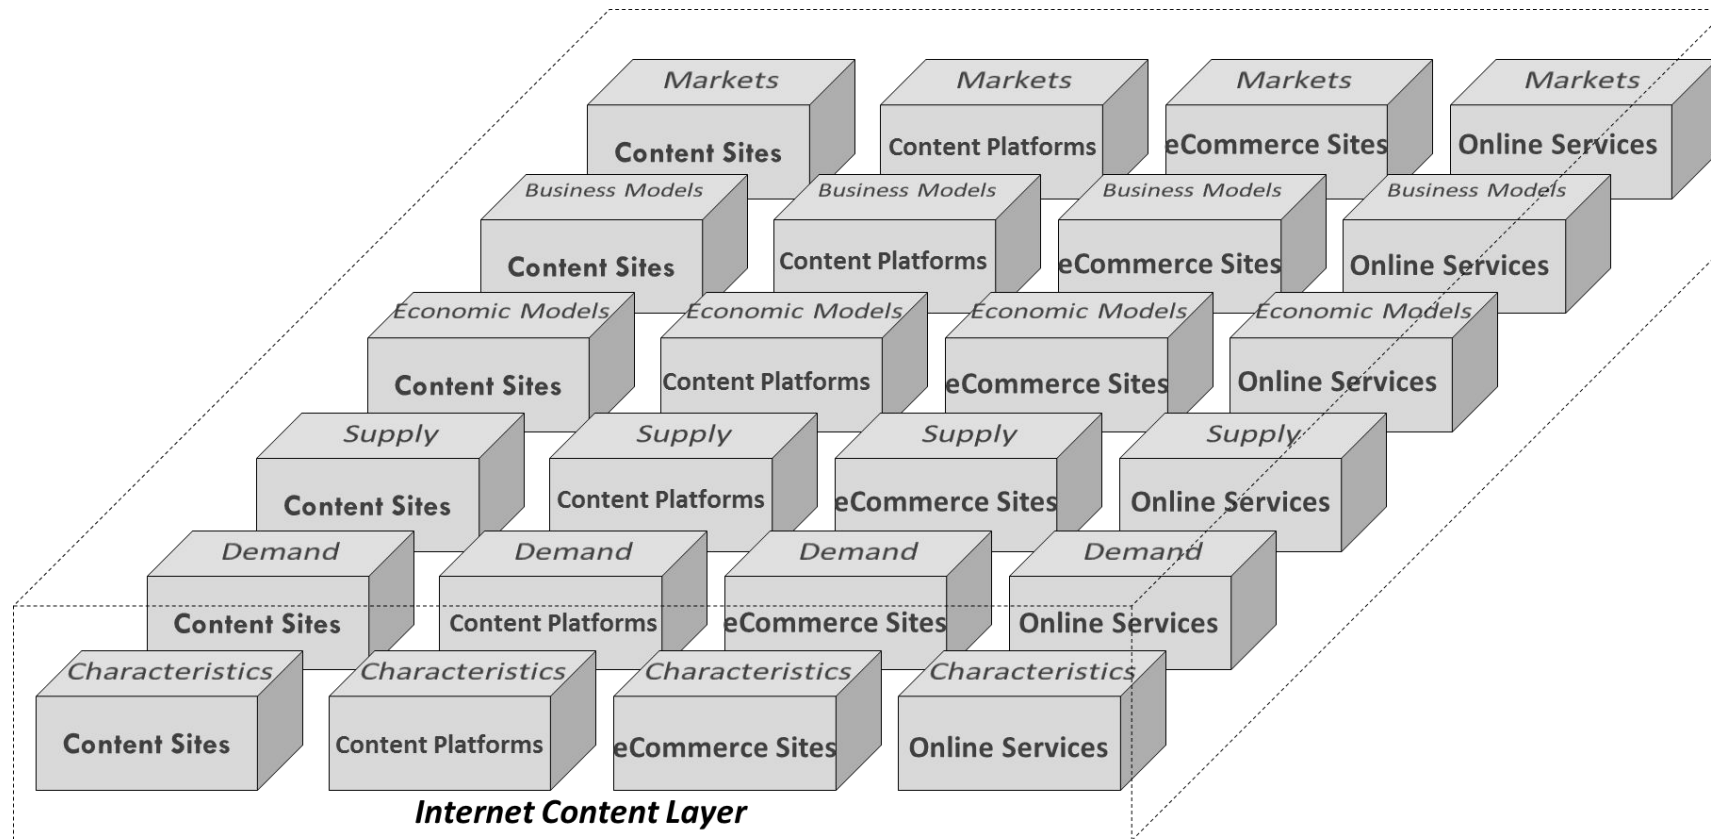 Markets Markets Markets Markets
Content Sites Content Platforms eCommerce Sites Online Services
Business Models Business Models Business Models Business Models
Content Sites Content Platforms eCommerce Sites Online Services
Economic Models Economic Models Economic Models Economic Models
Content Sites Content Platforms eCommerce Sites Online Services
Supply Supply Supply Supply
Content Sites Content Platforms eCommerce Sites Online Services
Demand Demand Demand Demand
Content Sites Content Platforms eCommerce Sites Online Services
Characteristics Characteristics Characteristics Characteristics
Content Sites Content Platforms eCommerce Sites Online Services
Internet Content Layer